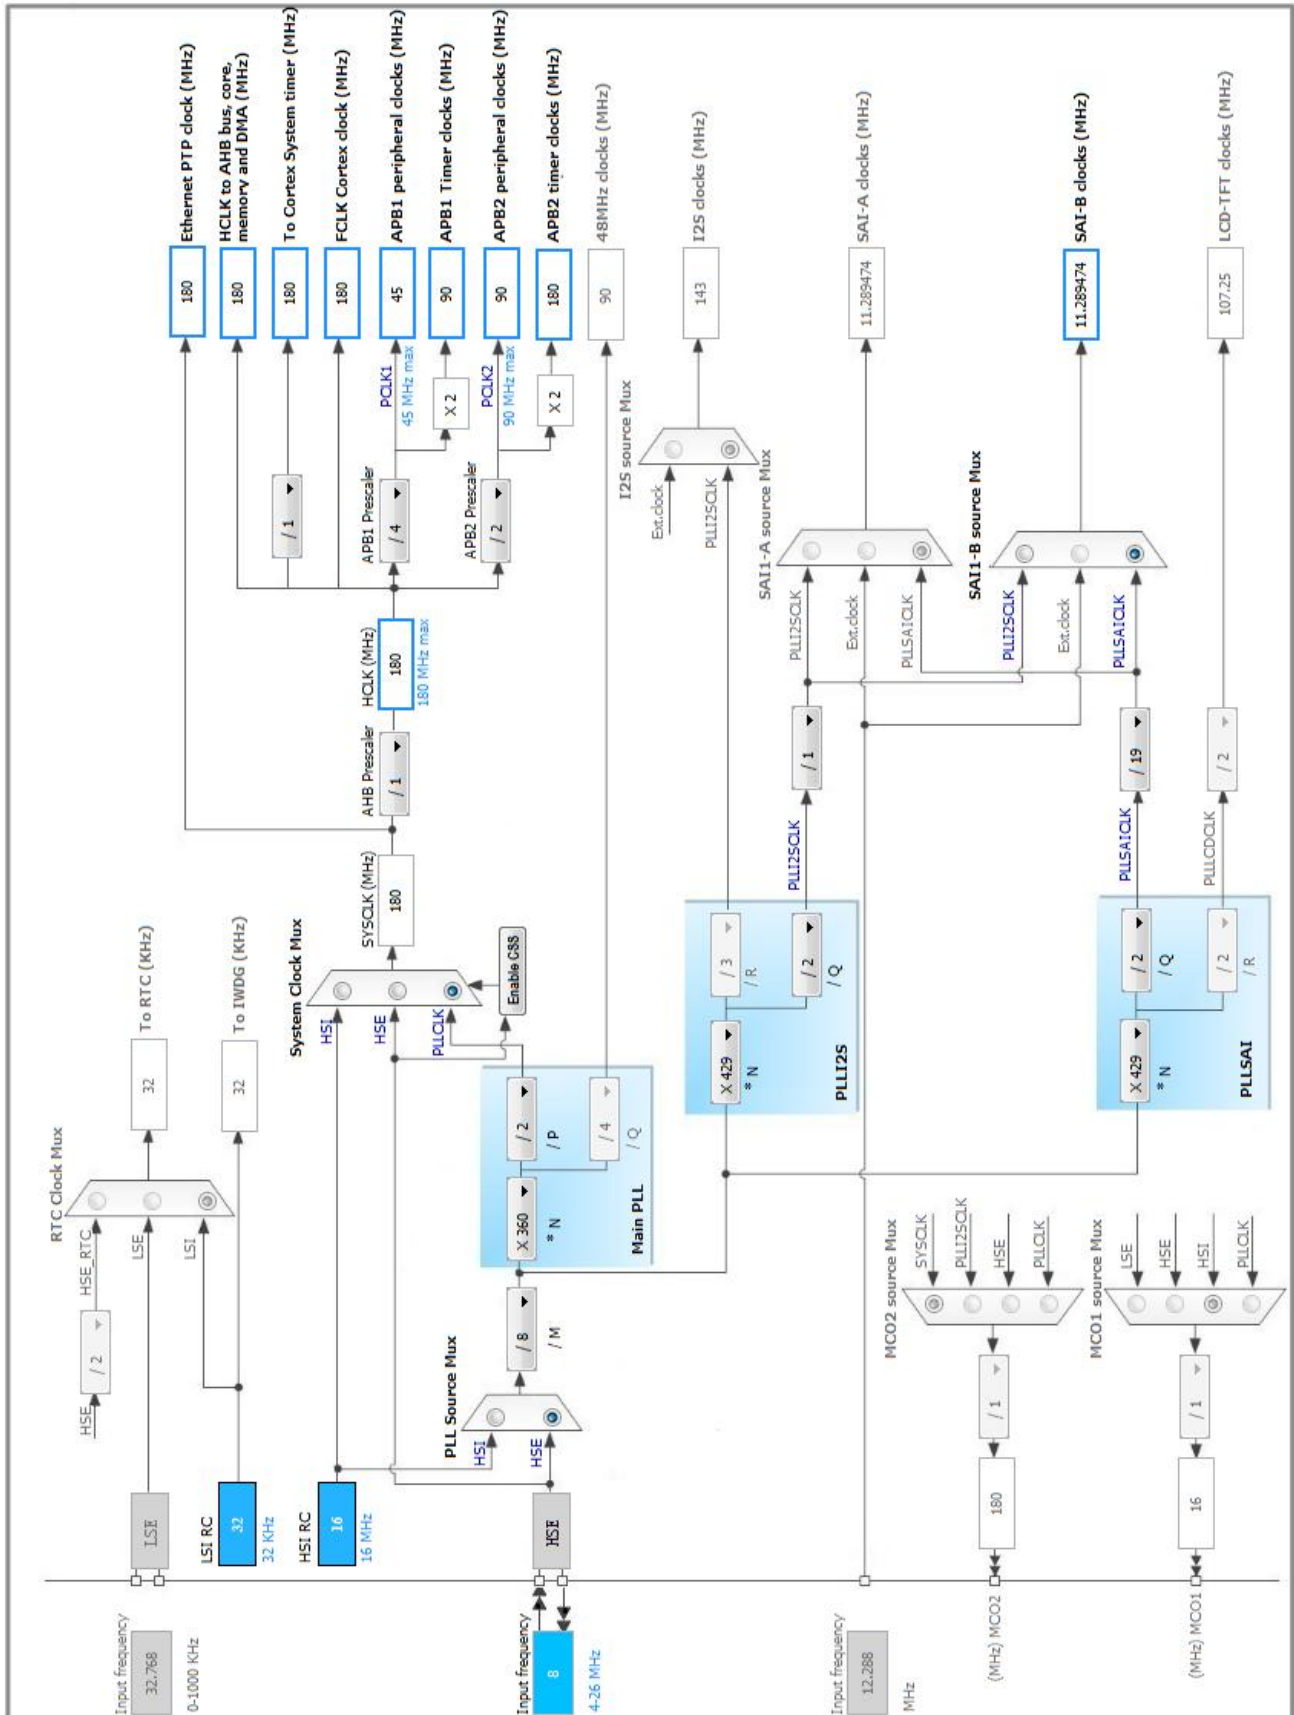 Input frequency
32.768
0-1000 KHz
LSE
LSI RC
32
32 KHz
HSI RC
16
16 MHz
Input frequency
8
4-26 MHz
HSE
Input frequency
12.288
MHz
(MHz) MCO2
180
/ 1
MCO2 source Mux
SYSCLK
PLLI2SCLK
HSE
PLLCLK
(MHz) MCO1
16
/ 1
MCO1 source Mux
LSE
HSE
HSI
PLLCLK
HSE
/ 2
HSE_RTC
LSE
LSI
RTC Clock Mux
32
To RTC (KHz)
32
To IWDG (KHz)
PLL Source Mux
HSI
HSE
/ 8
/ M
X 360
* N
/ 2
/ P
/ 4
/ Q
Main PLL
System Clock Mux
HSI
HSE
PLLCLK
Enable CSS
SYSCLK (MHz)
180
AHB Prescaler
/ 1
HCLK (MHz)
180
180 MHz max
/ 1
APB1 Prescaler
/ 4
PCLK1
45 MHz max
X 2
APB2 Prescaler
/ 2
PCLK2
90 MHz max
X 2
180
Ethernet PTP clock (MHz)
180
HCLK to AHB bus, core,
memory and DMA (MHz)
180
To Cortex System timer (MHz)
180
FCLK Cortex clock (MHz)
45
APB1 peripheral clocks (MHz)
90
APB1 Timer clocks (MHz)
90
APB2 peripheral clocks (MHz)
180
APB2 timer clocks (MHz)
90
48MHz clocks (MHz)
X 429
* N
/ 3
/ R
/ 2
/ Q
PLLI2S
PLLI2SCLK
/ 1
I2S source Mux
Ext.clock
PLLI2SCLK
143
I2S clocks (MHz)
SAI1-A source Mux
PLLI2SCLK
Ext.clock
PLLSAICLK
11.289474
SAI-A clocks (MHz)
SAI1-B source Mux
PLLI2SCLK
Ext.clock
PLLSAICLK
11.289474
SAI-B clocks (MHz)
X 429
* N
/ 2
/ Q
/ 2
/ R
PLLSAI
PLLSAICLK
/ 19
PLLLCDCLK
/ 2
107.25
LCD-TFT clocks (MHz)